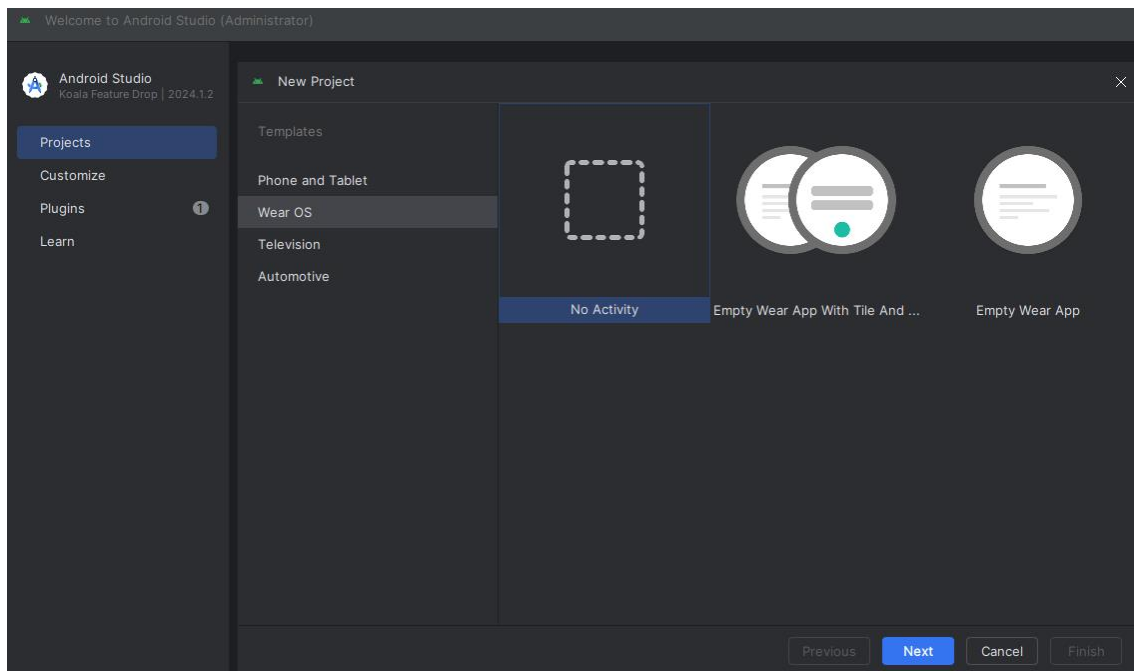 Welcome to Android Studio (Administrator)
Android Studio
Koala Feature Drop | 2024.1.2
Projects
Customize
Plugins
1
Learn
New Project
Templates
Phone and Tablet
Wear OS
Television
Automotive
No Activity
Empty Wear App With Tile And ...
Empty Wear App
Previous
Next
Cancel
Finish